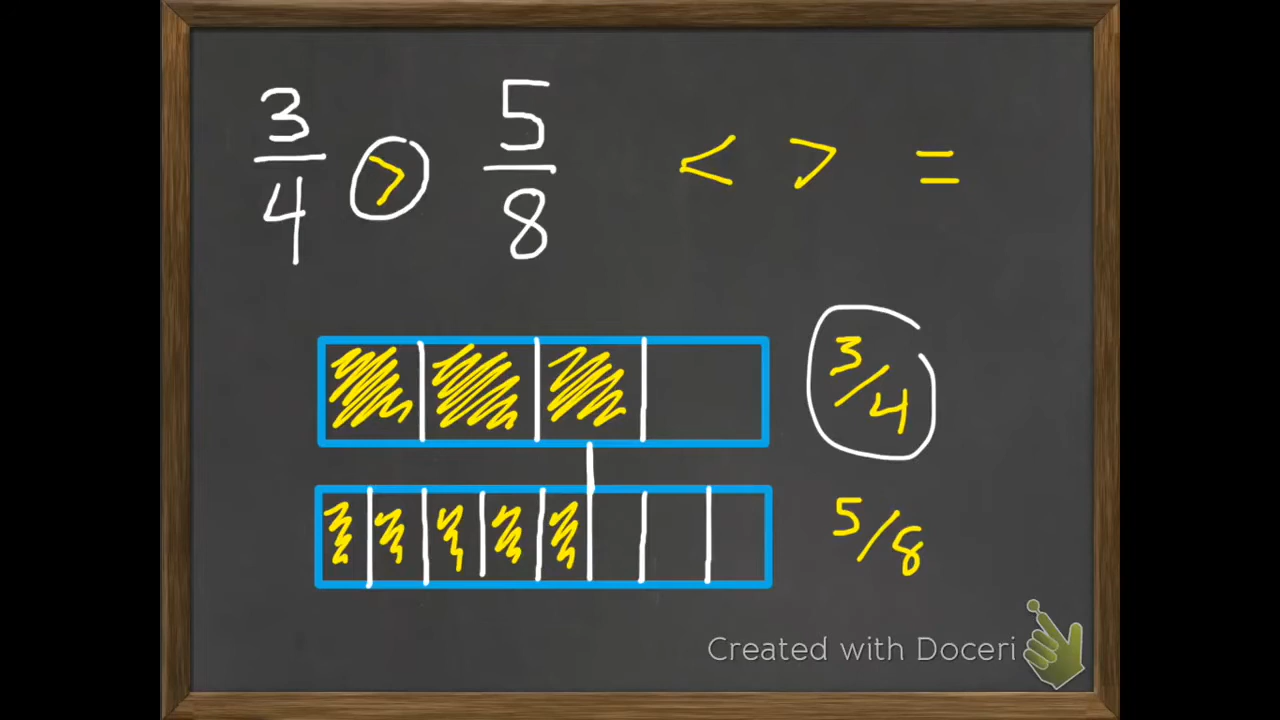 3/4 > 5/8 < > =
3/4
5/8
Created with Doceri